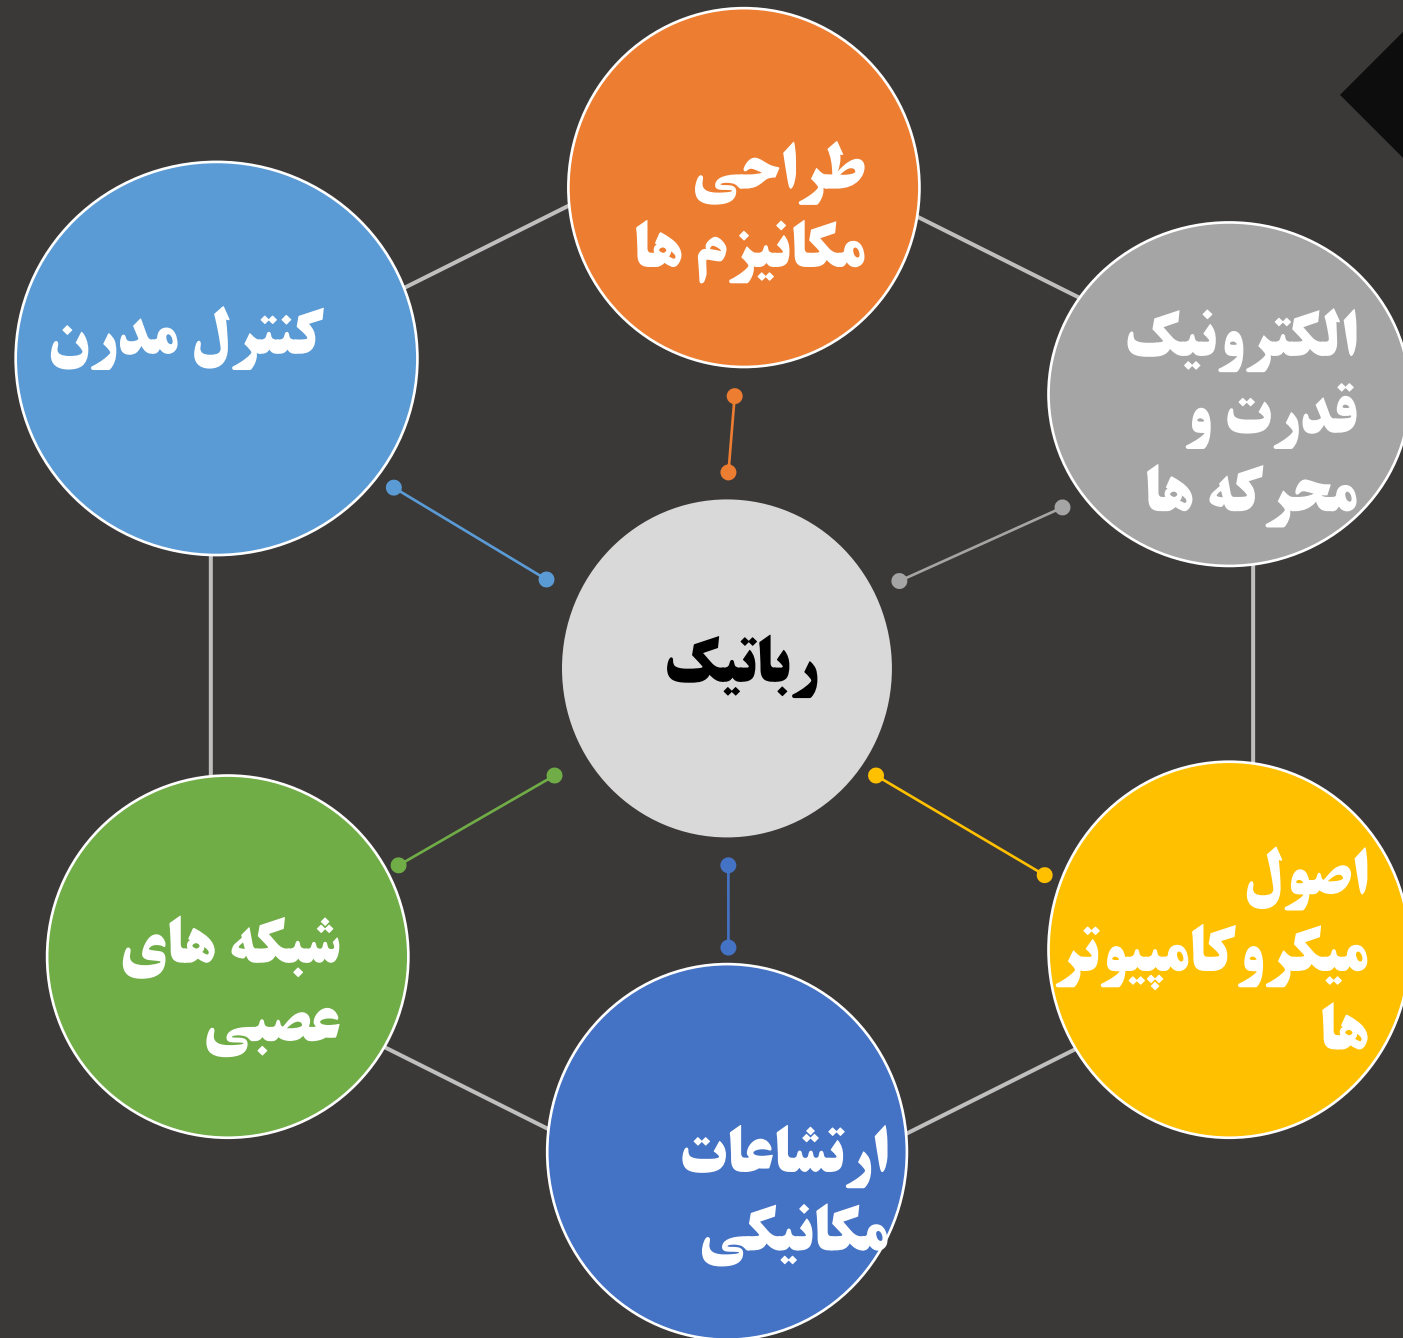 طراحی
مکانیزم ها
الکترونیک
قدرت و
محرکه ها
کنترل مدرن
رباتیک
اصول
میکروکامپیوتر
ها
شبکه های
عصبی
ارتشاعات
مکانیکی